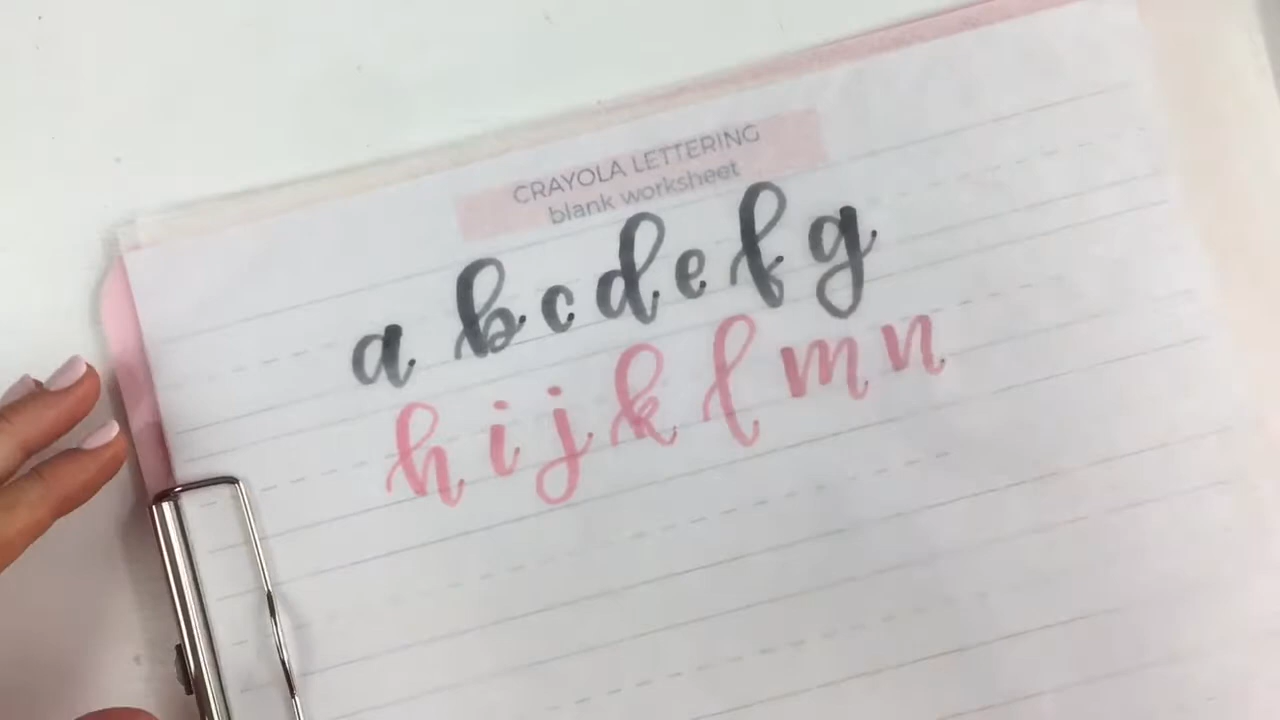 CRAYOLA LETTERING
blank worksheet
a b c d e f g
h i j k l m n